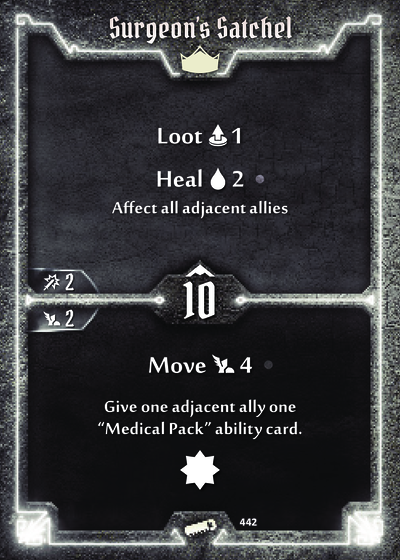 Surgeon's Satchel
Loot 1
Heal 2
Affect all adjacent allies
2
10
2
Move 4
Give one adjacent ally one
“Medical Pack” ability card.
442